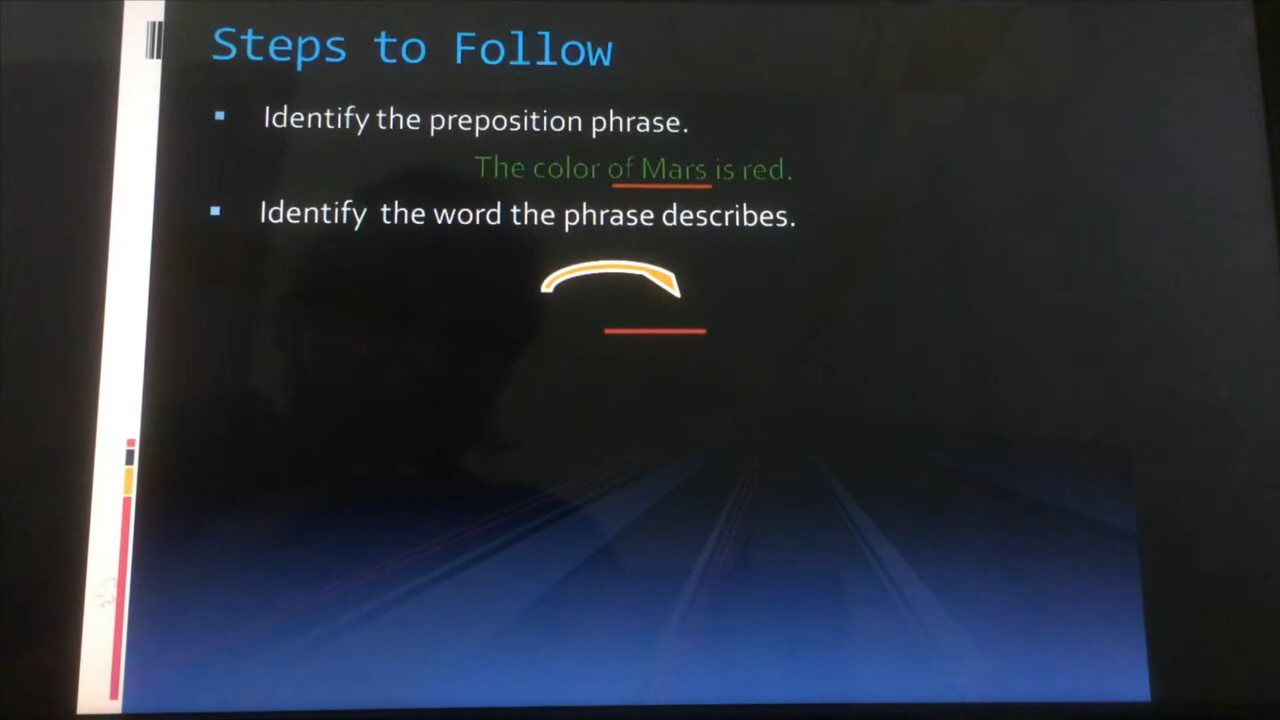 Steps to Follow
Identify the preposition phrase.
The color of Mars is red.
Identify the word the phrase describes.